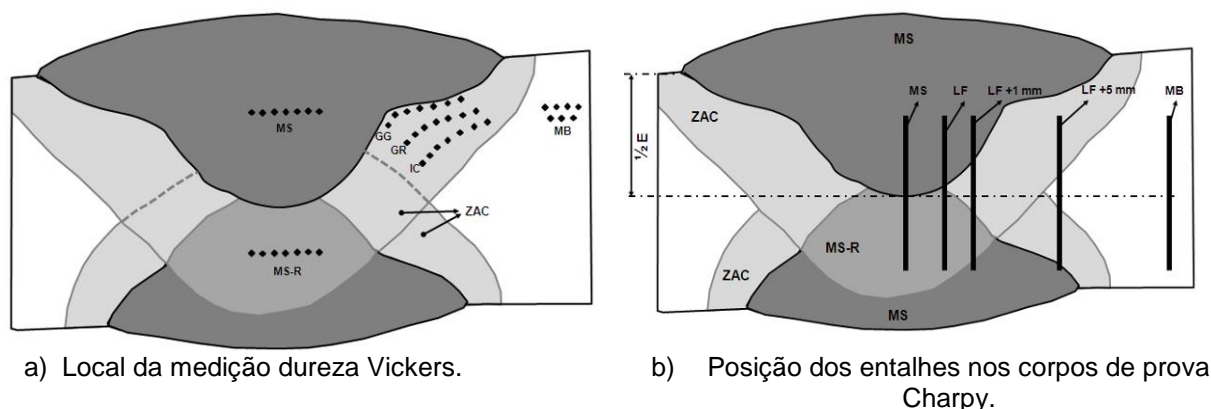 MS
GG
GR
IC
MB
ZAC
MS-R
a) Local da medição dureza Vickers.
MS
MS
LF
LF +1 mm
LF +5 mm
MB
ZAC
½E
MS-R
ZAC
MS
b) Posição dos entalhes nos corpos de prova
Charpy.